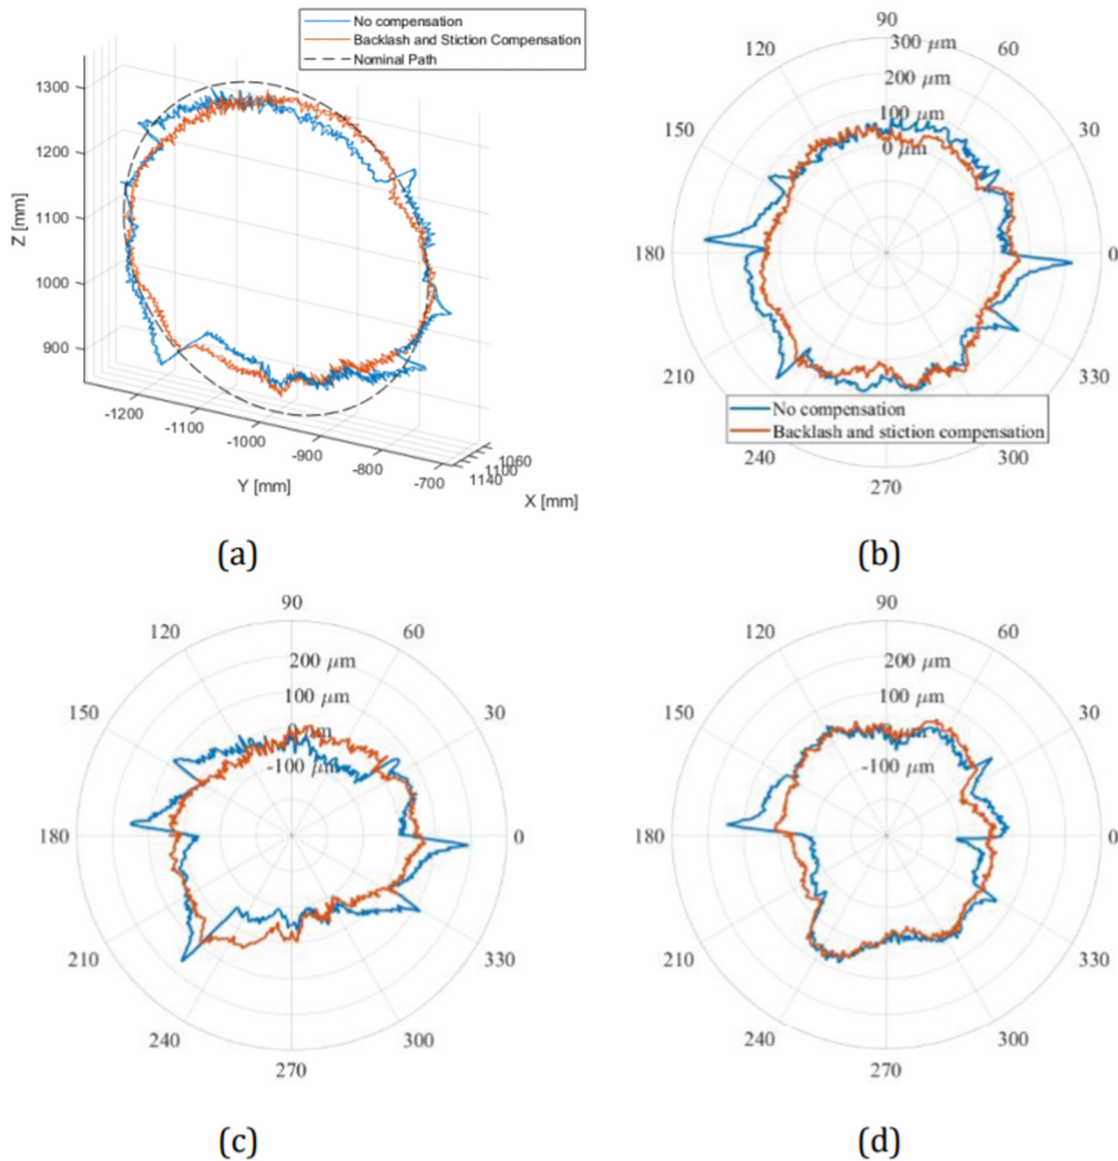 No compensation
Backlash and Stiction Compensation
Nominal Path
1300
1200
1100
1000
900
Z [mm]
-1200
-1100
-1000
-900
-800
-700
Y [mm]
1060
1100
1140
X [mm]
(a)
90
120
60
300 μm
200 μm
100 μm
0 μm
150
30
180
0
210
330
No compensation
Backlash and stiction compensation
240
300
270
(b)
90
120
60
200 μm
100 μm
0 μm
-100 μm
150
30
180
0
210
330
240
300
270
(c)
90
120
60
200 μm
100 μm
0 μm
-100 μm
150
30
180
0
210
330
240
300
270
(d)